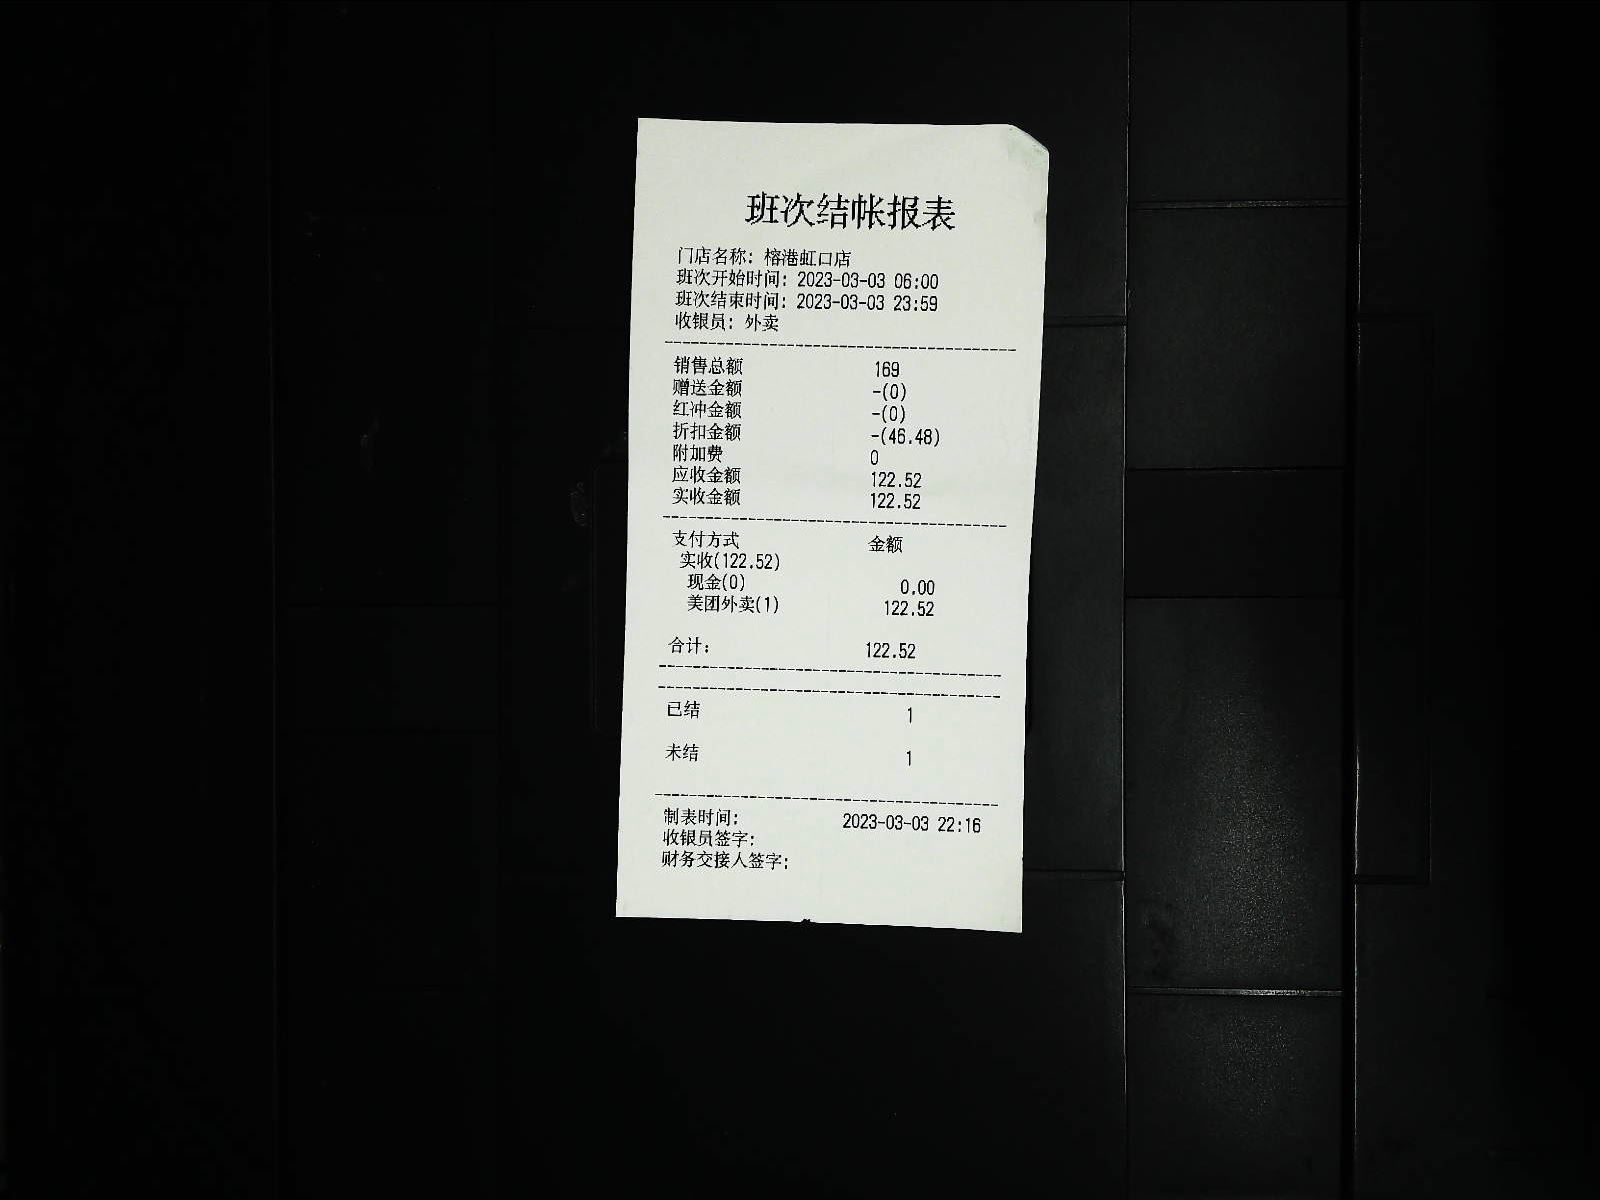 班次结帐报表
门店名称: 榕港虹口店
班次开始时间: 2023-03-03 06:00
班次结束时间: 2023-03-03 23:59
收银员: 外卖
销售总额 169
赠送金额 -(0)
红冲金额 -(0)
折扣金额 -(46.48)
附加费 0
应收金额 122.52
实收金额 122.52
支付方式 金额
实收(122.52)
现金(0) 0.00
美团外卖(1) 122.52
合计: 122.52
已结 1
未结 1
制表时间: 2023-03-03 22:16
收银员签字:
财务交接人签字: